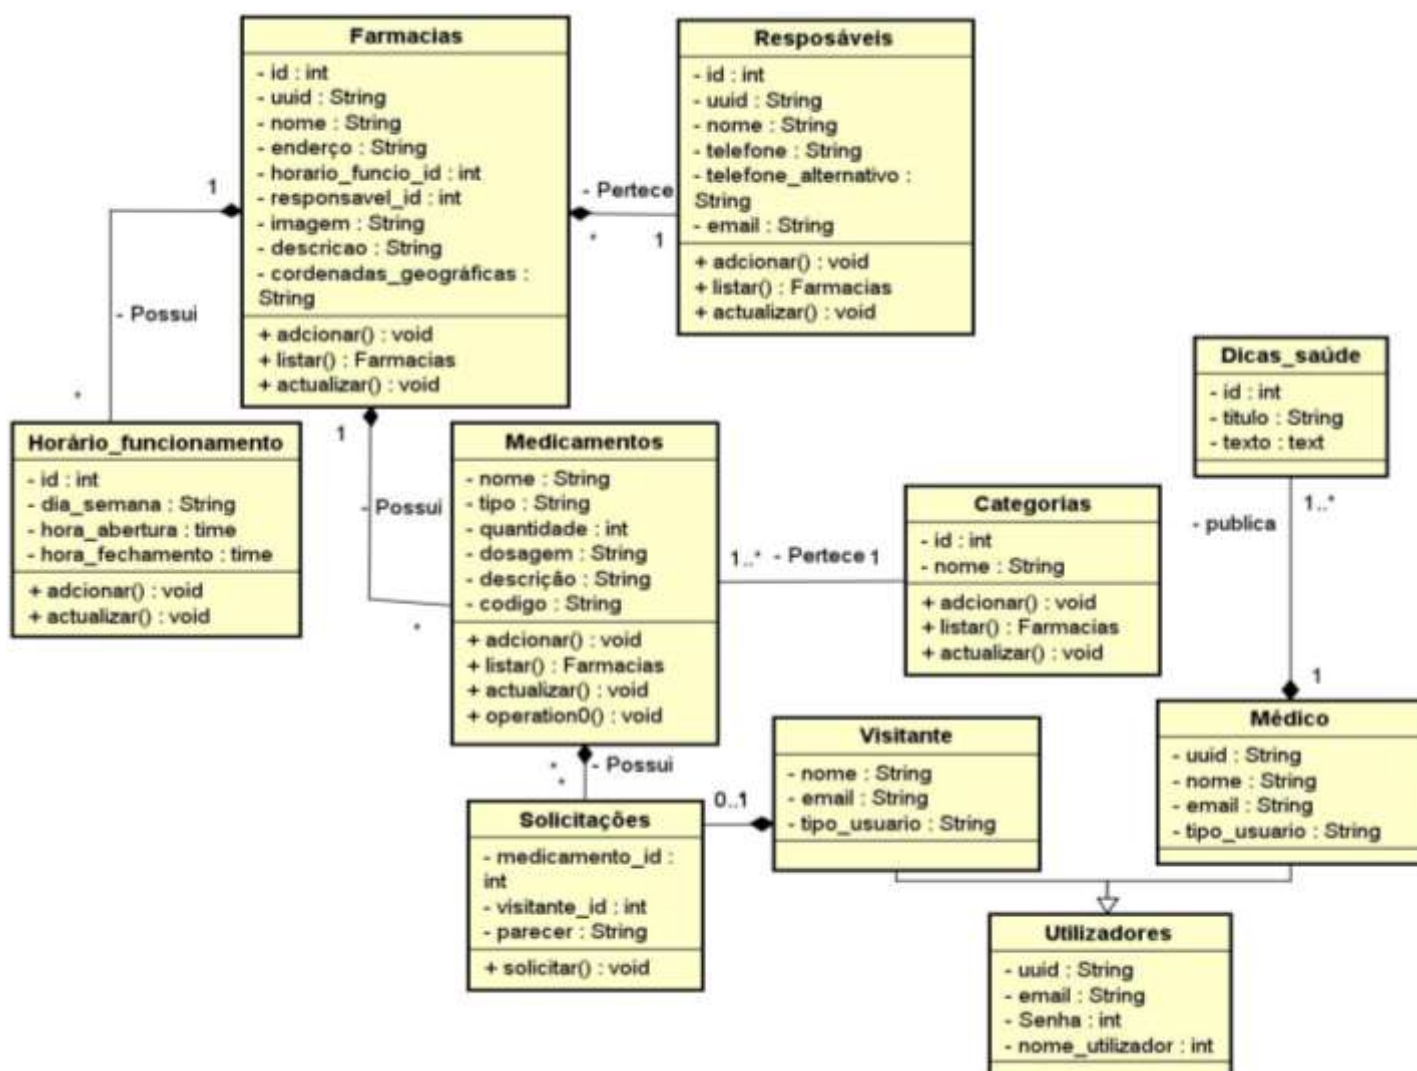 Farmacias
- id : int
- uuid : String
- nome : String
- enderço : String
- horario_funcio_id : int
- responsavel_id : int
- imagem : String
- descricao : String
- cordenadas_geográficas :
String
+ adcionar() : void
+ listar() : Farmacias
+ actualizar() : void
Resposáveis
- id : int
- uuid : String
- nome : String
- telefone : String
- telefone_alternativo :
String
- email : String
+ adcionar() : void
+ listar() : Farmacias
+ actualizar() : void
1
- Pertece
*
1
- Possui
*
Horário_funcionamento
- id : int
- dia_semana : String
- hora_abertura : time
- hora_fechamento : time
+ adcionar() : void
+ actualizar() : void
1
- Possui
*
Medicamentos
- nome : String
- tipo : String
- quantidade : int
- dosagem : String
- descrição : String
- codigo : String
+ adcionar() : void
+ listar() : Farmacias
+ actualizar() : void
+ operation0() : void
1..*
- Pertece
1
Categorias
- id : int
- nome : String
+ adcionar() : void
+ listar() : Farmacias
+ actualizar() : void
Dicas_saúde
- id : int
- titulo : String
- texto : text
1..*
- publica
1
Médico
- uuid : String
- nome : String
- email : String
- tipo_usuario : String
*
- Possui
*
Solicitações
- medicamento_id :
int
- visitante_id : int
- parecer : String
+ solicitar() : void
0..1
Visitante
- nome : String
- email : String
- tipo_usuario : String
Utilizadores
- uuid : String
- email : String
- Senha : int
- nome_utilizador : int